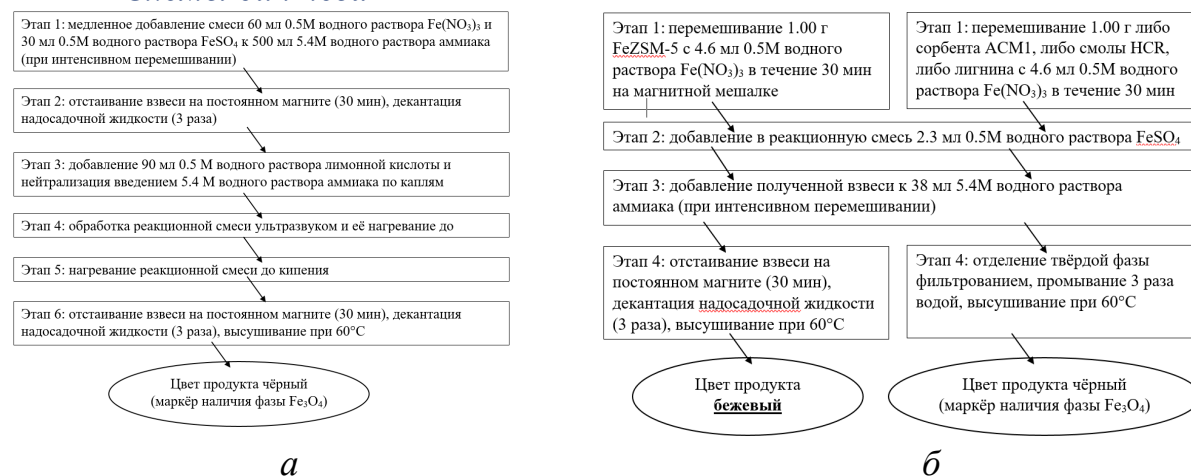 Этап 1: медленное добавление смеси 60 мл 0.5М водного раствора Fe(NO₃)₃ и
30 мл 0.5М водного раствора FeSO₄ к 500 мл 5.4М водного раствора аммиака
(при интенсивном перемешивании)
Этап 2: отстаивание взвеси на постоянном магните (30 мин), декантация
надосадочной жидкости (3 раза)
Этап 3: добавление 90 мл 0.5 М водного раствора лимонной кислоты и
нейтрализация введением 5.4 М водного раствора аммиака по каплям
Этап 4: обработка реакционной смеси ультразвуком и её нагревание до
Этап 5: нагревание реакционной смеси до кипения
Этап 6: отстаивание взвеси на постоянном магните (30 мин), декантация
надосадочной жидкости (3 раза), высушивание при 60°С
Цвет продукта чёрный
(маркёр наличия фазы Fe₃O₄)
а
Этап 1: перемешивание 1.00 г
FeZSM-5 с 4.6 мл 0.5М водного
раствора Fe(NO₃)₃ в течение 30 мин
на магнитной мешалке
Этап 1: перемешивание 1.00 г либо
сорбента АСМ1, либо смолы HCR,
либо лигнина с 4.6 мл 0.5М водного
раствора Fe(NO₃)₃ в течение 30 мин
Этап 2: добавление в реакционную смесь 2.3 мл 0.5М водного раствора FeSO₄
Этап 3: добавление полученной взвеси к 38 мл 5.4М водного раствора
аммиака (при интенсивном перемешивании)
Этап 4: отстаивание взвеси на
постоянном магните (30 мин),
декантация надосадочной жидкости
(3 раза), высушивание при 60°С
Этап 4: отделение твёрдой фазы
фильтрованием, промывание 3 раза
водой, высушивание при 60°С
Цвет продукта
бежевый
Цвет продукта чёрный
(маркёр наличия фазы Fe₃O₄)
б